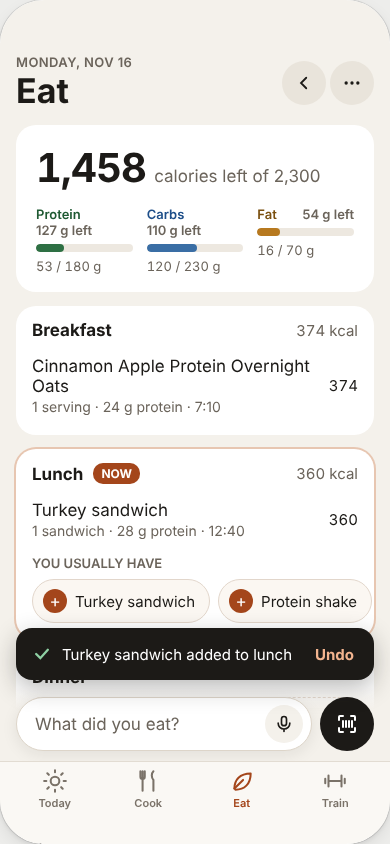 MONDAY, NOV 16
Eat
1,458 calories left of 2,300
Protein
127 g left
53 / 180 g
Carbs
110 g left
120 / 230 g
Fat 54 g left
16 / 70 g
Breakfast 374 kcal
Cinnamon Apple Protein Overnight
Oats 374
1 serving · 24 g protein · 7:10
Lunch NOW 360 kcal
Turkey sandwich 360
1 sandwich · 28 g protein · 12:40
YOU USUALLY HAVE
+ Turkey sandwich + Protein shake
Turkey sandwich added to lunch Undo
Dinner
What did you eat?
Today Cook Eat Train